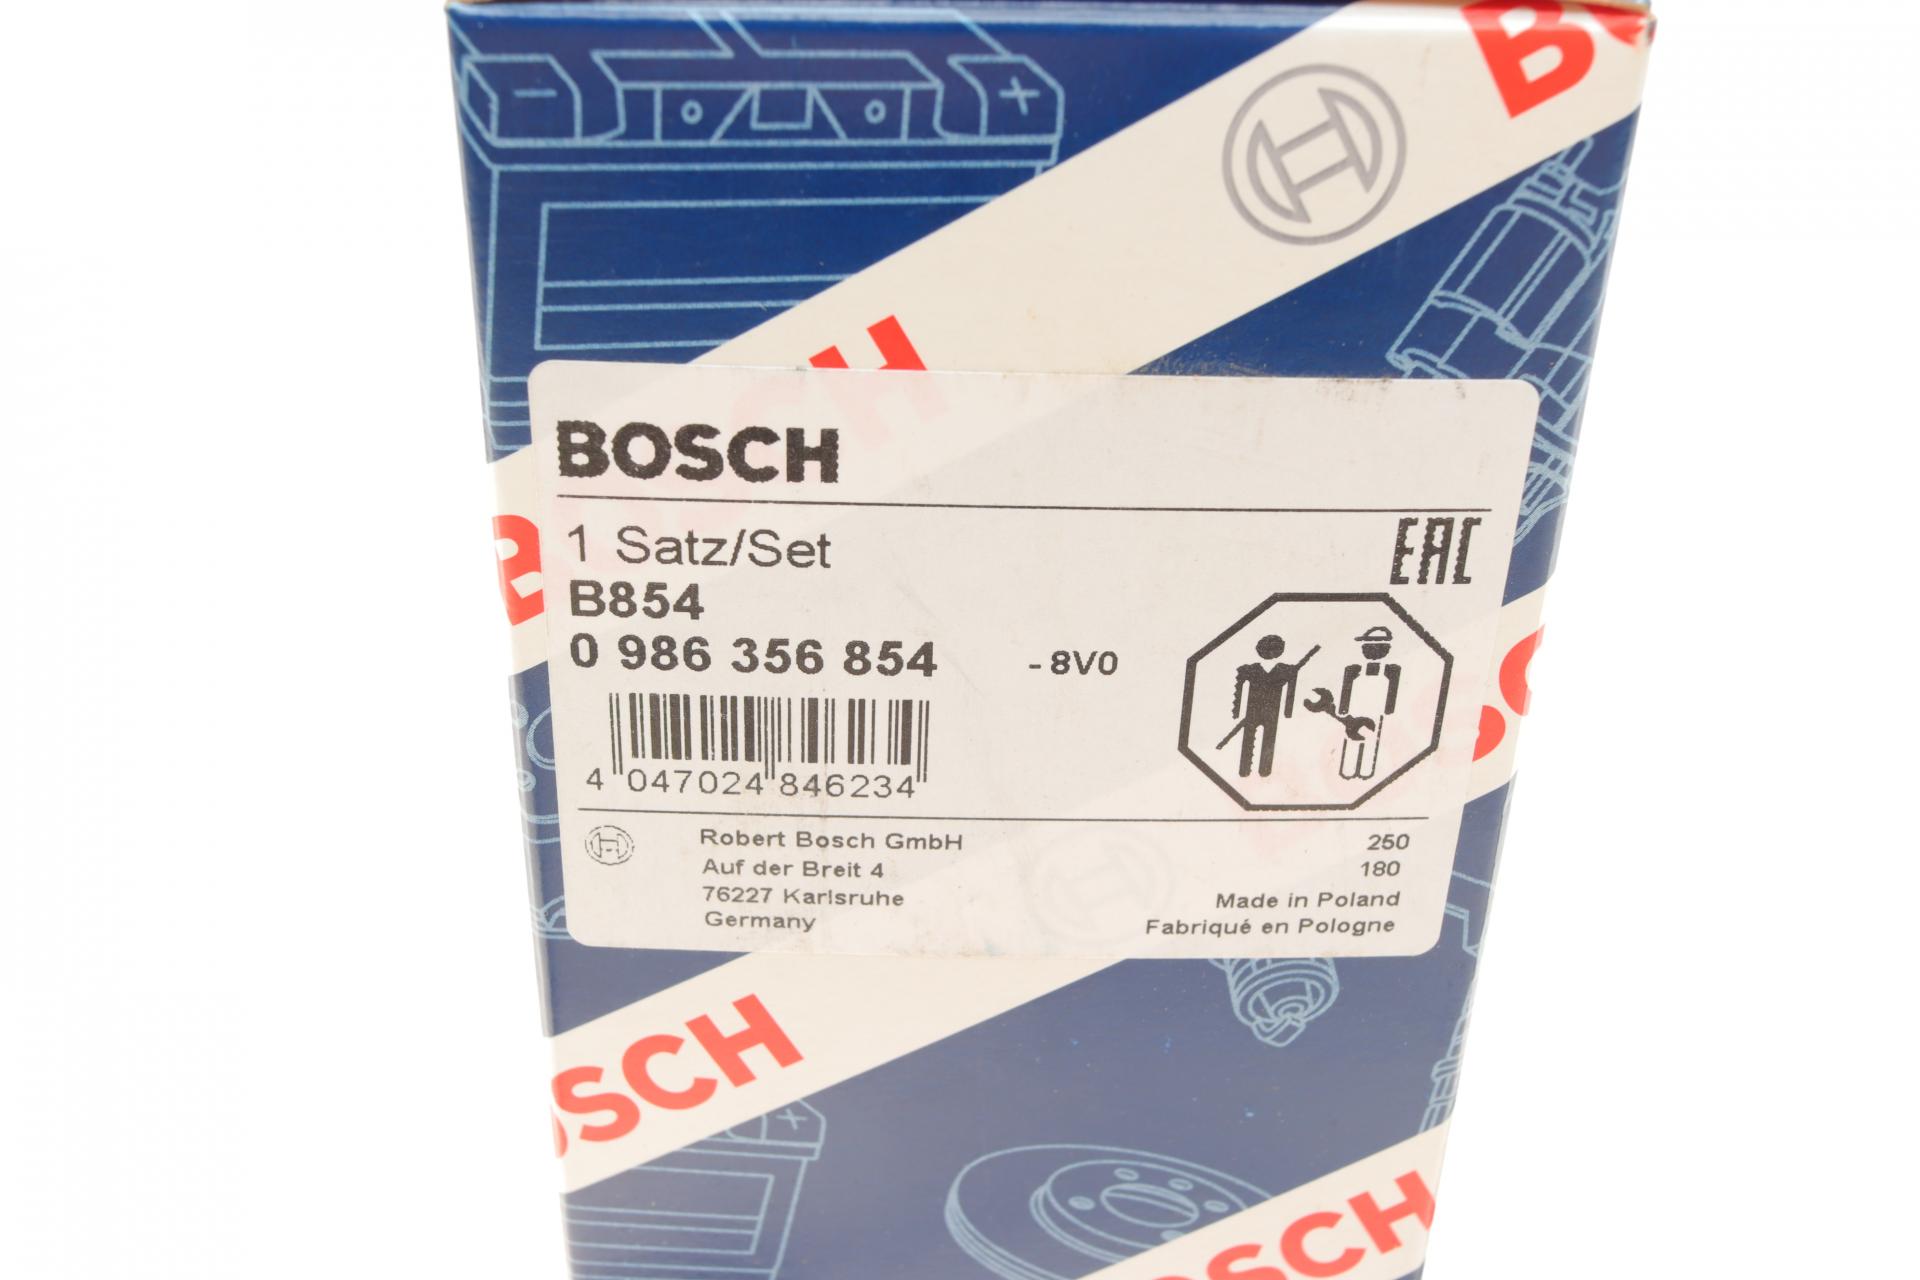 B
BOSCH
BOSCH
1 Satz/Set
EAC
B854
0 986 356 854 - 8V0
4 047024 846234
Robert Bosch GmbH 250
Auf der Breit 4 180
76227 Karlsruhe Made in Poland
Germany Fabriqué en Pologne
BOSCH
BOSCH
OSCH